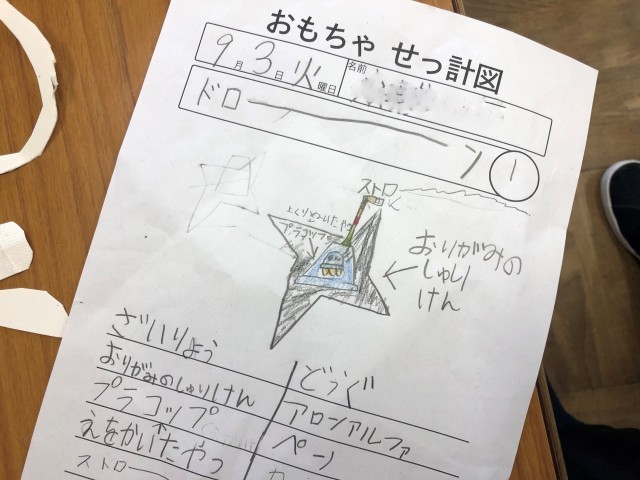 おもちゃ せっ計図
9月3日火曜日 名前
ドローーン 1
ストロー
プラコップ
おりがみの
しゅり
けん
ざいりょう
どうぐ
おりがみのしゅりけん
アロンアルファ
プラコップ
ペン
えをかいたやつ
ストロー